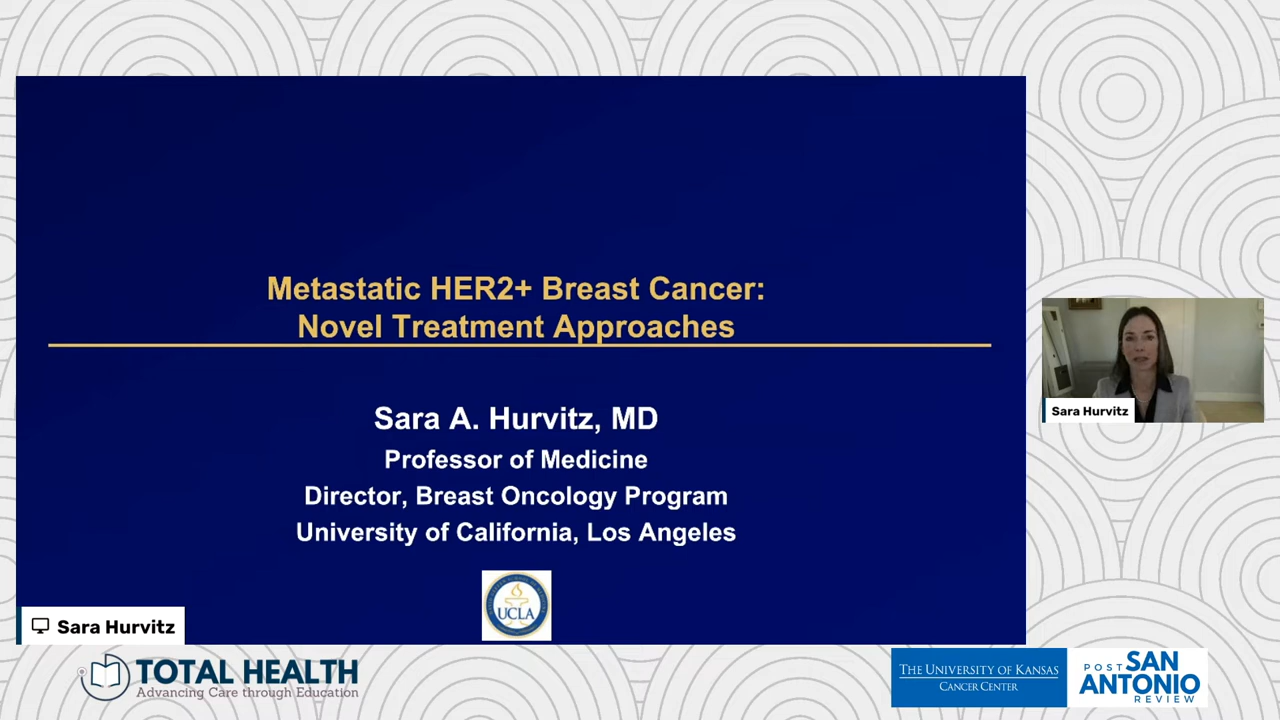 Metastatic HER2+ Breast Cancer:
Novel Treatment Approaches
Sara A. Hurvitz, MD
Professor of Medicine
Director, Breast Oncology Program
University of California, Los Angeles
UCLA
Sara Hurvitz
Sara Hurvitz
TOTAL HEALTH
Advancing Care through Education
THE UNIVERSITY OF KANSAS
CANCER CENTER
POST SAN
ANTONIO
REVIEW